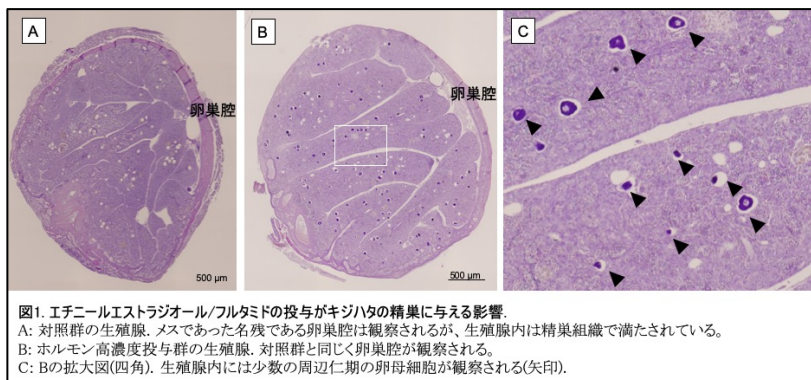 A
卵巣腔
500 μm
B
卵巣腔
500 μm
C
図1. エチニールエストラジオール/フルタミドの投与がキジハタの精巣に与える影響.
A: 対照群の生殖腺. メスであった名残である卵巣腔は観察されるが、生殖腺内は精巣組織で満たされている。
B: ホルモン高濃度投与群の生殖腺. 対照群と同じく卵巣腔が観察される。
C: Bの拡大図(四角). 生殖腺内には少数の周辺仁期の卵母細胞が観察される(矢印).